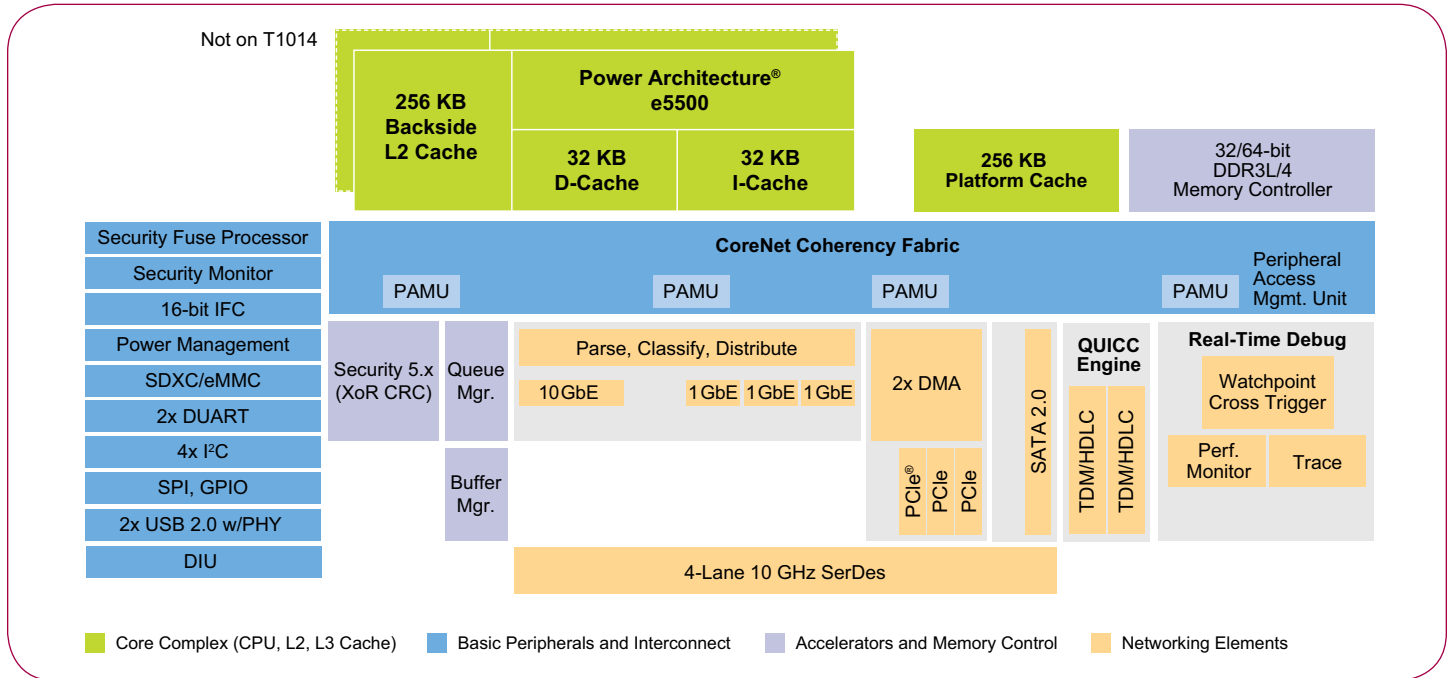 Not on T1014
256 KB
Backside
L2 Cache
Power Architecture®
e5500
32 KB
D-Cache
32 KB
I-Cache
256 KB
Platform Cache
32/64-bit
DDR3L/4
Memory Controller
Security Fuse Processor
Security Monitor
16-bit IFC
Power Management
SDXC/eMMC
2x DUART
4x I²C
SPI, GPIO
2x USB 2.0 w/PHY
DIU
CoreNet Coherency Fabric
PAMU
PAMU
PAMU
PAMU
Peripheral
Access
Mgmt. Unit
Security 5.x
(XoR CRC)
Queue
Mgr.
Buffer
Mgr.
Parse, Classify, Distribute
10GbE
1GbE
1GbE
1GbE
2x DMA
PCIe®
PCIe
PCIe
SATA 2.0
QUICC
Engine
TDM/HDLC
TDM/HDLC
Real-Time Debug
Watchpoint
Cross Trigger
Perf.
Monitor
Trace
4-Lane 10 GHz SerDes
Core Complex (CPU, L2, L3 Cache)
Basic Peripherals and Interconnect
Accelerators and Memory Control
Networking Elements